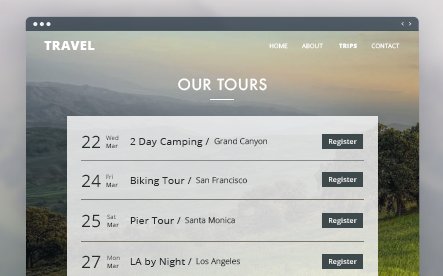 TRAVEL
HOME ABOUT TRIPS CONTACT
OUR TOURS
22 Wed Mar 2 Day Camping / Grand Canyon Register
24 Fri Mar Biking Tour / San Francisco Register
25 Sat Mar Pier Tour / Santa Monica Register
27 Mon Mar LA by Night / Los Angeles Register